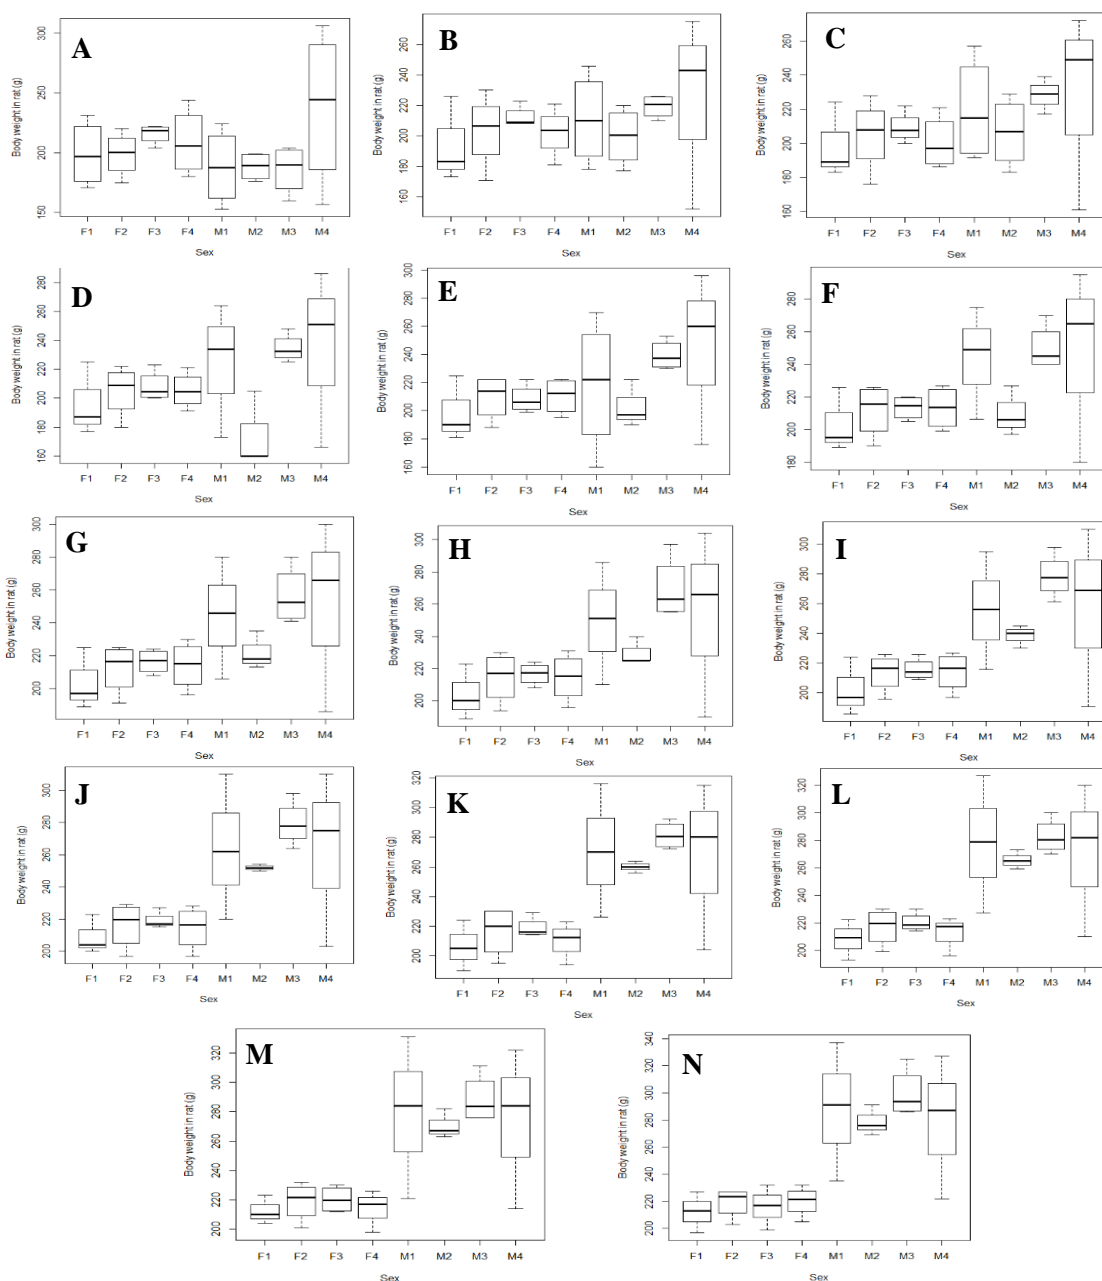 A
Body weight in rat (g)
150 200 250 300
F1 F2 F3 F4 M1 M2 M3 M4
Sex
B
Body weight in rat (g)
160 180 200 220 240 260
F1 F2 F3 F4 M1 M2 M3 M4
Sex
C
Body weight in rat (g)
160 180 200 220 240 260
F1 F2 F3 F4 M1 M2 M3 M4
Sex
D
Body weight in rat (g)
160 180 200 220 240 260 280
F1 F2 F3 F4 M1 M2 M3 M4
Sex
E
Body weight in rat (g)
160 180 200 220 240 260 280 300
F1 F2 F3 F4 M1 M2 M3 M4
Sex
F
Body weight in rat (g)
180 200 220 240 260 280
F1 F2 F3 F4 M1 M2 M3 M4
Sex
G
Body weight in rat (g)
200 220 240 260 280 300
F1 F2 F3 F4 M1 M2 M3 M4
Sex
H
Body weight in rat (g)
200 220 240 260 280 300
F1 F2 F3 F4 M1 M2 M3 M4
Sex
I
Body weight in rat (g)
200 220 240 260 280 300
F1 F2 F3 F4 M1 M2 M3 M4
Sex
J
Body weight in rat (g)
200 220 240 260 280 300
F1 F2 F3 F4 M1 M2 M3 M4
Sex
K
Body weight in rat (g)
200 220 240 260 280 300 320
F1 F2 F3 F4 M1 M2 M3 M4
Sex
L
Body weight in rat (g)
200 220 240 260 280 300 320
F1 F2 F3 F4 M1 M2 M3 M4
Sex
M
Body weight in rat (g)
200 220 240 260 280 300 320
F1 F2 F3 F4 M1 M2 M3 M4
Sex
N
Body weight in rat (g)
200 220 240 260 280 300 320 340
F1 F2 F3 F4 M1 M2 M3 M4
Sex